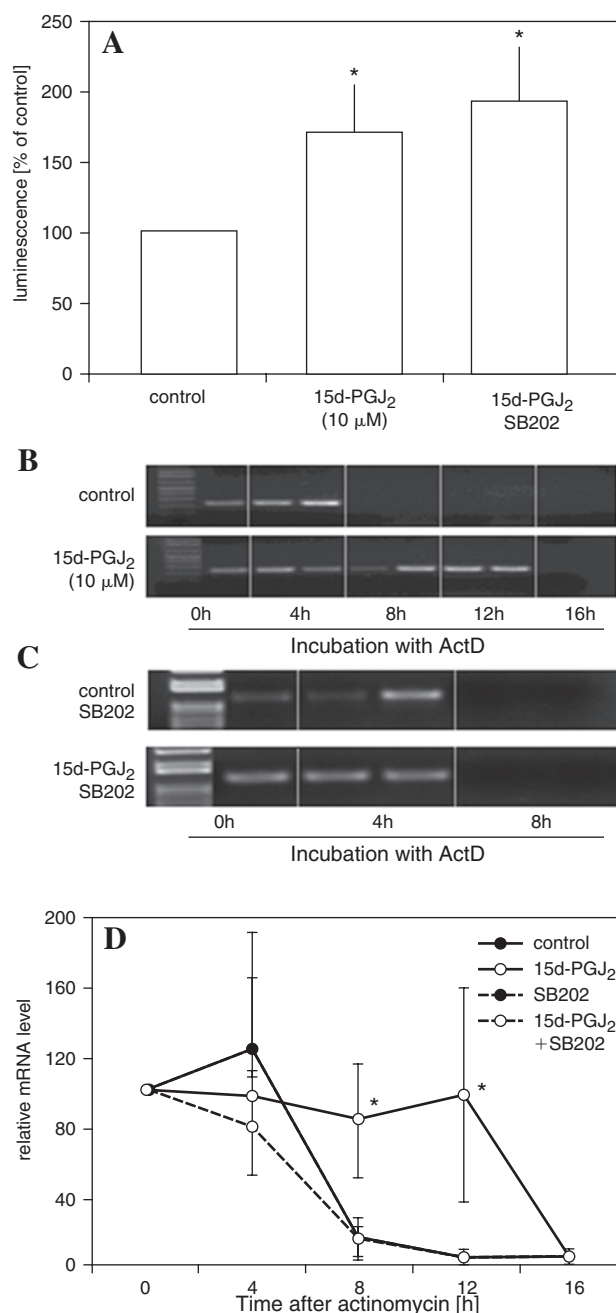 A
luminesccence [% of control]
250
200
150
100
50
0
*
*
control
15d-PGJ₂
(10 μM)
15d-PGJ₂
SB202
B
control
15d-PGJ₂
(10 μM)
0h 4h 8h 12h 16h
Incubation with ActD
C
control
SB202
15d-PGJ₂
SB202
0h 4h 8h
Incubation with ActD
D
relative mRNA level
200
160
120
80
40
0
control
15d-PGJ₂
SB202
15d-PGJ₂
+SB202
*
*
0 4 8 12 16
Time after actinomycin [h]